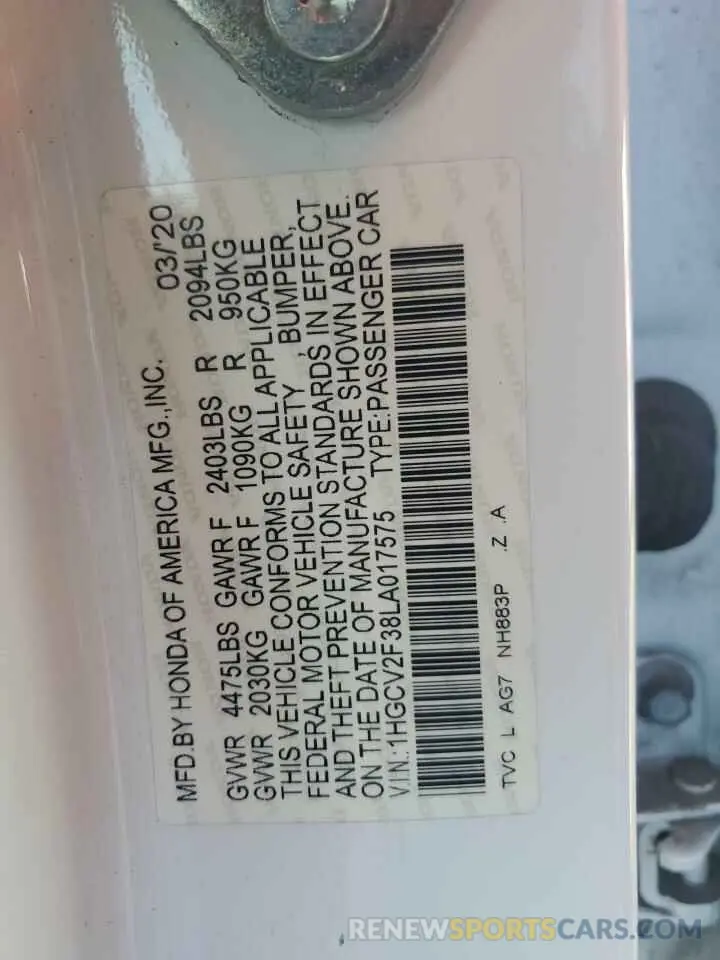 MFD.BY HONDA OF AMERICA MFG.,INC. 03/'20
GVWR 4475LBS GAWR F 2403LBS R 2094LBS
GVWR 2030KG GAWR F 1090KG R 950KG
THIS VEHICLE CONFORMS TO ALL APPLICABLE
FEDERAL MOTOR VEHICLE SAFETY , BUMPER,
AND THEFT PREVENTION STANDARDS IN EFFECT
ON THE DATE OF MANUFACTURE SHOWN ABOVE.
V.I.N.:1HGCV2F38LA017575 TYPE:PASSENGER CAR
TVC L AG7 NH883P .Z .A
RENEWSPORTSCARS.COM